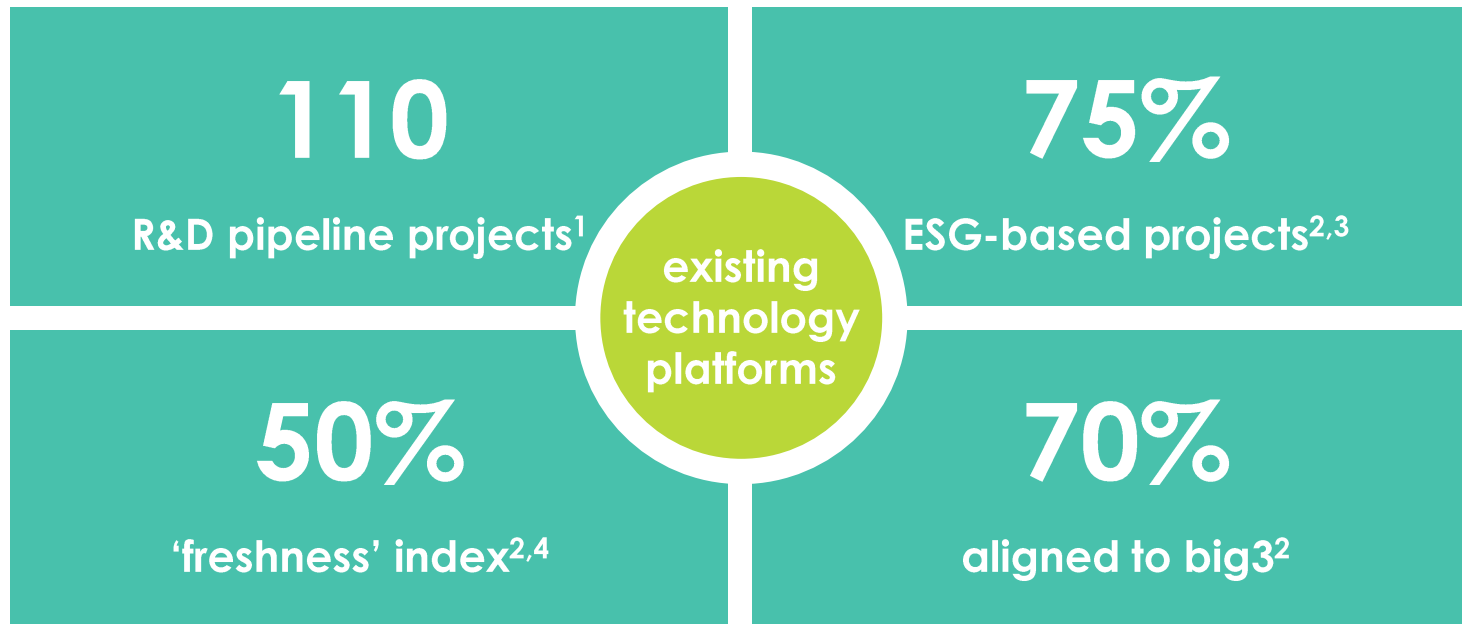 110
R&D pipeline projects¹
75%
ESG-based projects²,³
existing
technology
platforms
50%
‘freshness’ index²,⁴
70%
aligned to big3²